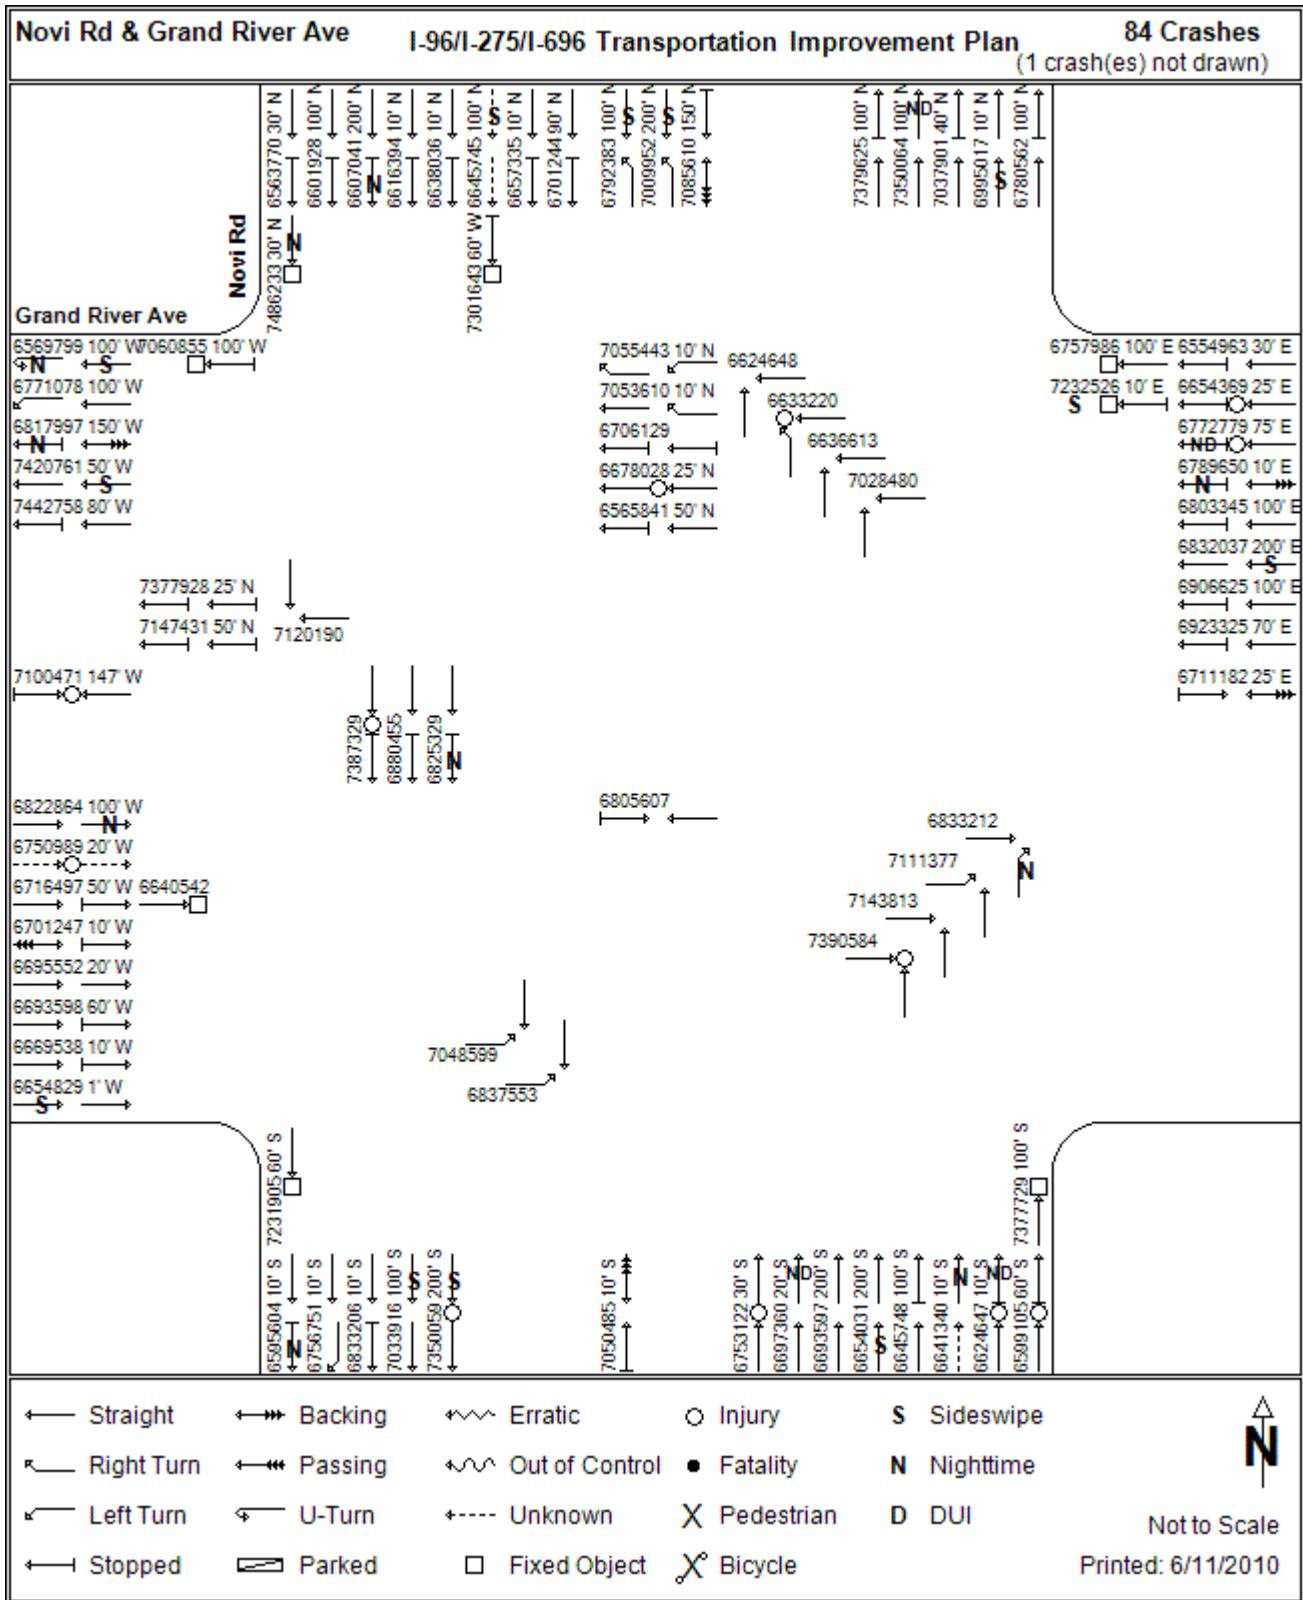 Novi Rd & Grand River Ave
I-96/I-275/I-696 Transportation Improvement Plan
84 Crashes
(1 crash(es) not drawn)
6563770 30' N
6601928 100' N
6607041 200' N
N
6616394 10' N
6638036 10' N
6645745 100' N
S
6657335 10' N
6701244 90' N
6792383 100' N
S
7009952 200' N
S
7085610 150' N
7379625 100' N
7350064 100' N
ND
7037901 40' N
6995017 10' N
S
6780562 100' N
Novi Rd
7486233 30' N
N
7301643 60' W
Grand River Ave
6569799 100' W
N S
7060855 100' W
6771078 100' W
6817997 150' W
N
7420761 50' W
S
7442758 80' W
7055443 10' N
7053610 10' N
6706129
6678028 25' N
6565841 50' N
6624648
6633220
6636613
7028480
6757986 100' E
6554963 30' E
7232526 10' E
S
6654369 25' E
6772779 75' E
ND
6789650 10' E
N
6803345 100' E
6832037 200' E
S
6906625 100' E
6923325 70' E
6711182 25' E
7377928 25' N
7147431 50' N
7120190
7100471 147' W
7387329
6880455
6825329
N
6822864 100' W
N
6750989 20' W
6716497 50' W
6640542
6701247 10' W
6695552 20' W
6693598 60' W
6669538 10' W
6654829 1' W
S
6805607
6833212
N
7111377
7143813
7390584
7048599
6837553
7231905 60' S
7377729 100' S
6595604 10' S
N
6756751 10' S
6833206 10' S
7033916 100' S
S
7350059 200' S
S
7050485 10' S
6753122 30' S
6697360 20' S
ND
6693597 200' S
6654031 200' S
S
6645748 100' S
6641340 10' S
N
6624647 10' S
ND
6599105 60' S
Straight
Backing
Erratic
Injury
S Sideswipe
Right Turn
Passing
Out of Control
Fatality
N Nighttime
Left Turn
U-Turn
Unknown
Pedestrian
D DUI
Stopped
Parked
Fixed Object
Bicycle
N
Not to Scale
Printed: 6/11/2010